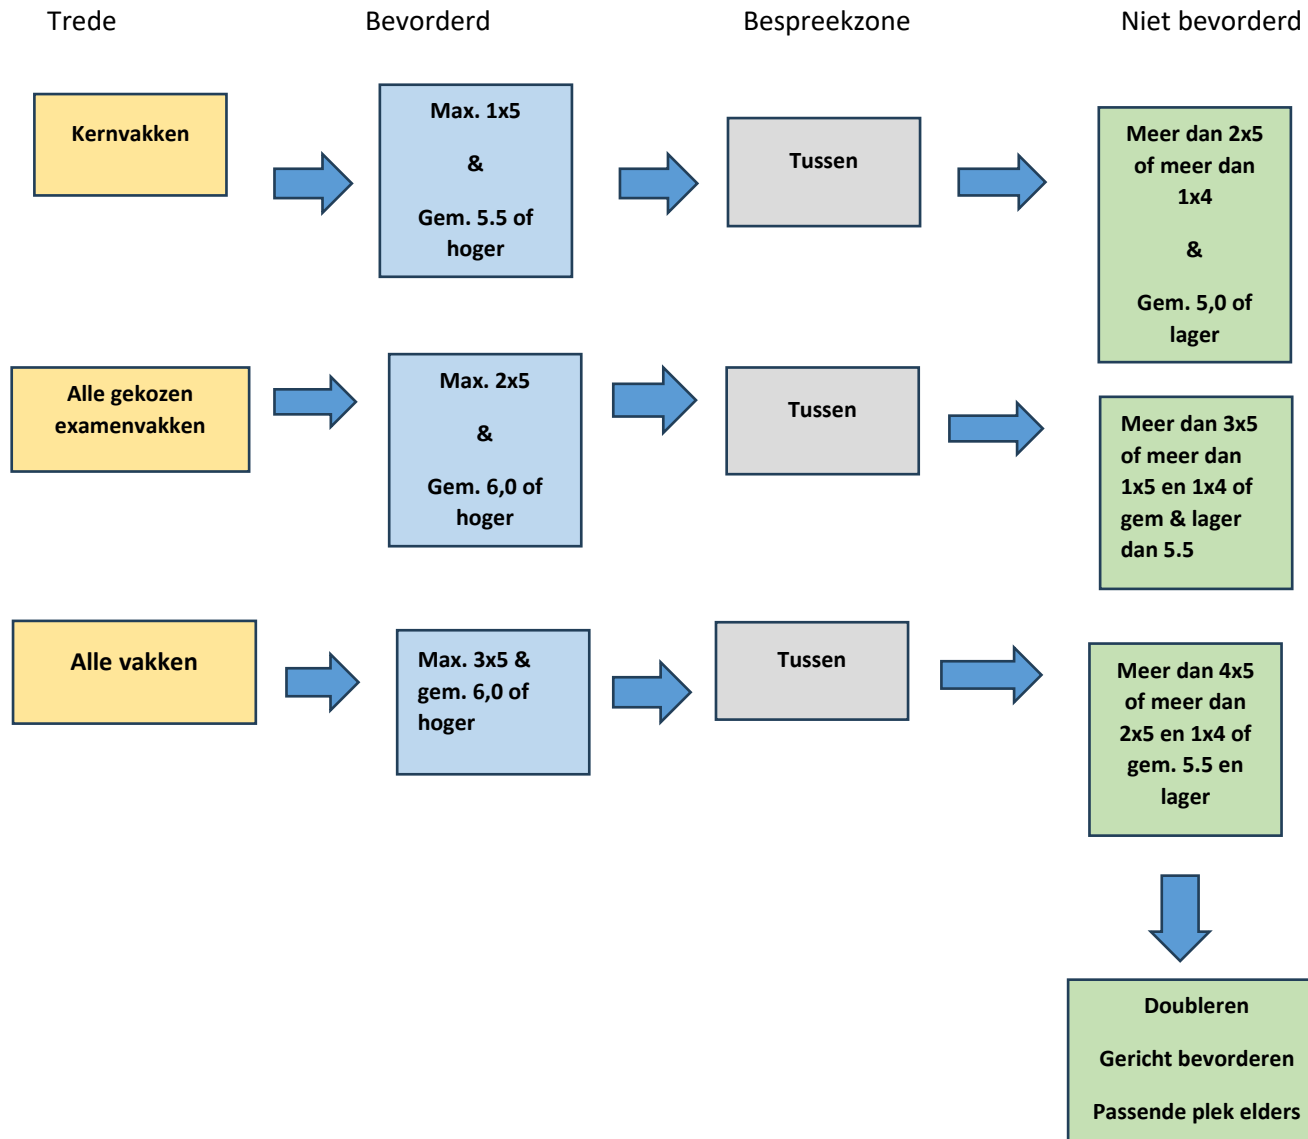 Trede
Bevorderd
Bespreekzone
Niet bevorderd
Kernvakken
Max. 1x5
&
Gem. 5.5 of
hoger
Tussen
Meer dan 2x5
of meer dan
1x4
&
Gem. 5,0 of
lager
Alle gekozen
examenvakken
Max. 2x5
&
Gem. 6,0 of
hoger
Tussen
Meer dan 3x5
of meer dan
1x5 en 1x4 of
gem & lager
dan 5.5
Alle vakken
Max. 3x5 &
gem. 6,0 of
hoger
Tussen
Meer dan 4x5
of meer dan
2x5 en 1x4 of
gem. 5.5 en
lager
Doubleren
Gericht bevorderen
Passende plek elders